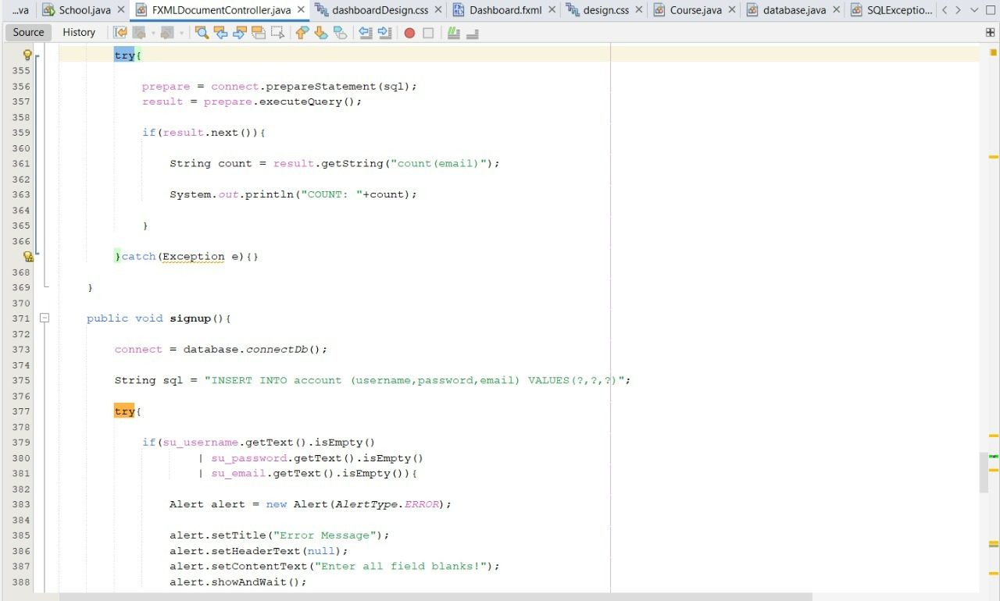 ...va School.java FXMLDocumentController.java dashboardDesign.css Dashboard.fxml design.css Course.java database.java SQLExceptio...
Source History
try{
355
356 prepare = connect.prepareStatement(sql);
357 result = prepare.executeQuery();
358
359 if(result.next()){
360
361 String count = result.getString("count(email)");
362
363 System.out.println("COUNT: "+count);
364
365 }
366
}catch(Exception e){}
368
369 }
370
371 public void signup(){
372
373 connect = database.connectDb();
374
375 String sql = "INSERT INTO account (username,password,email) VALUES(?,?,?)";
376
377 try{
378
379 if(su_username.getText().isEmpty()
380 | su_password.getText().isEmpty()
381 | su_email.getText().isEmpty()){
382
383 Alert alert = new Alert(AlertType.ERROR);
384
385 alert.setTitle("Error Message");
386 alert.setHeaderText(null);
387 alert.setContentText("Enter all field blanks!");
388 alert.showAndWait();